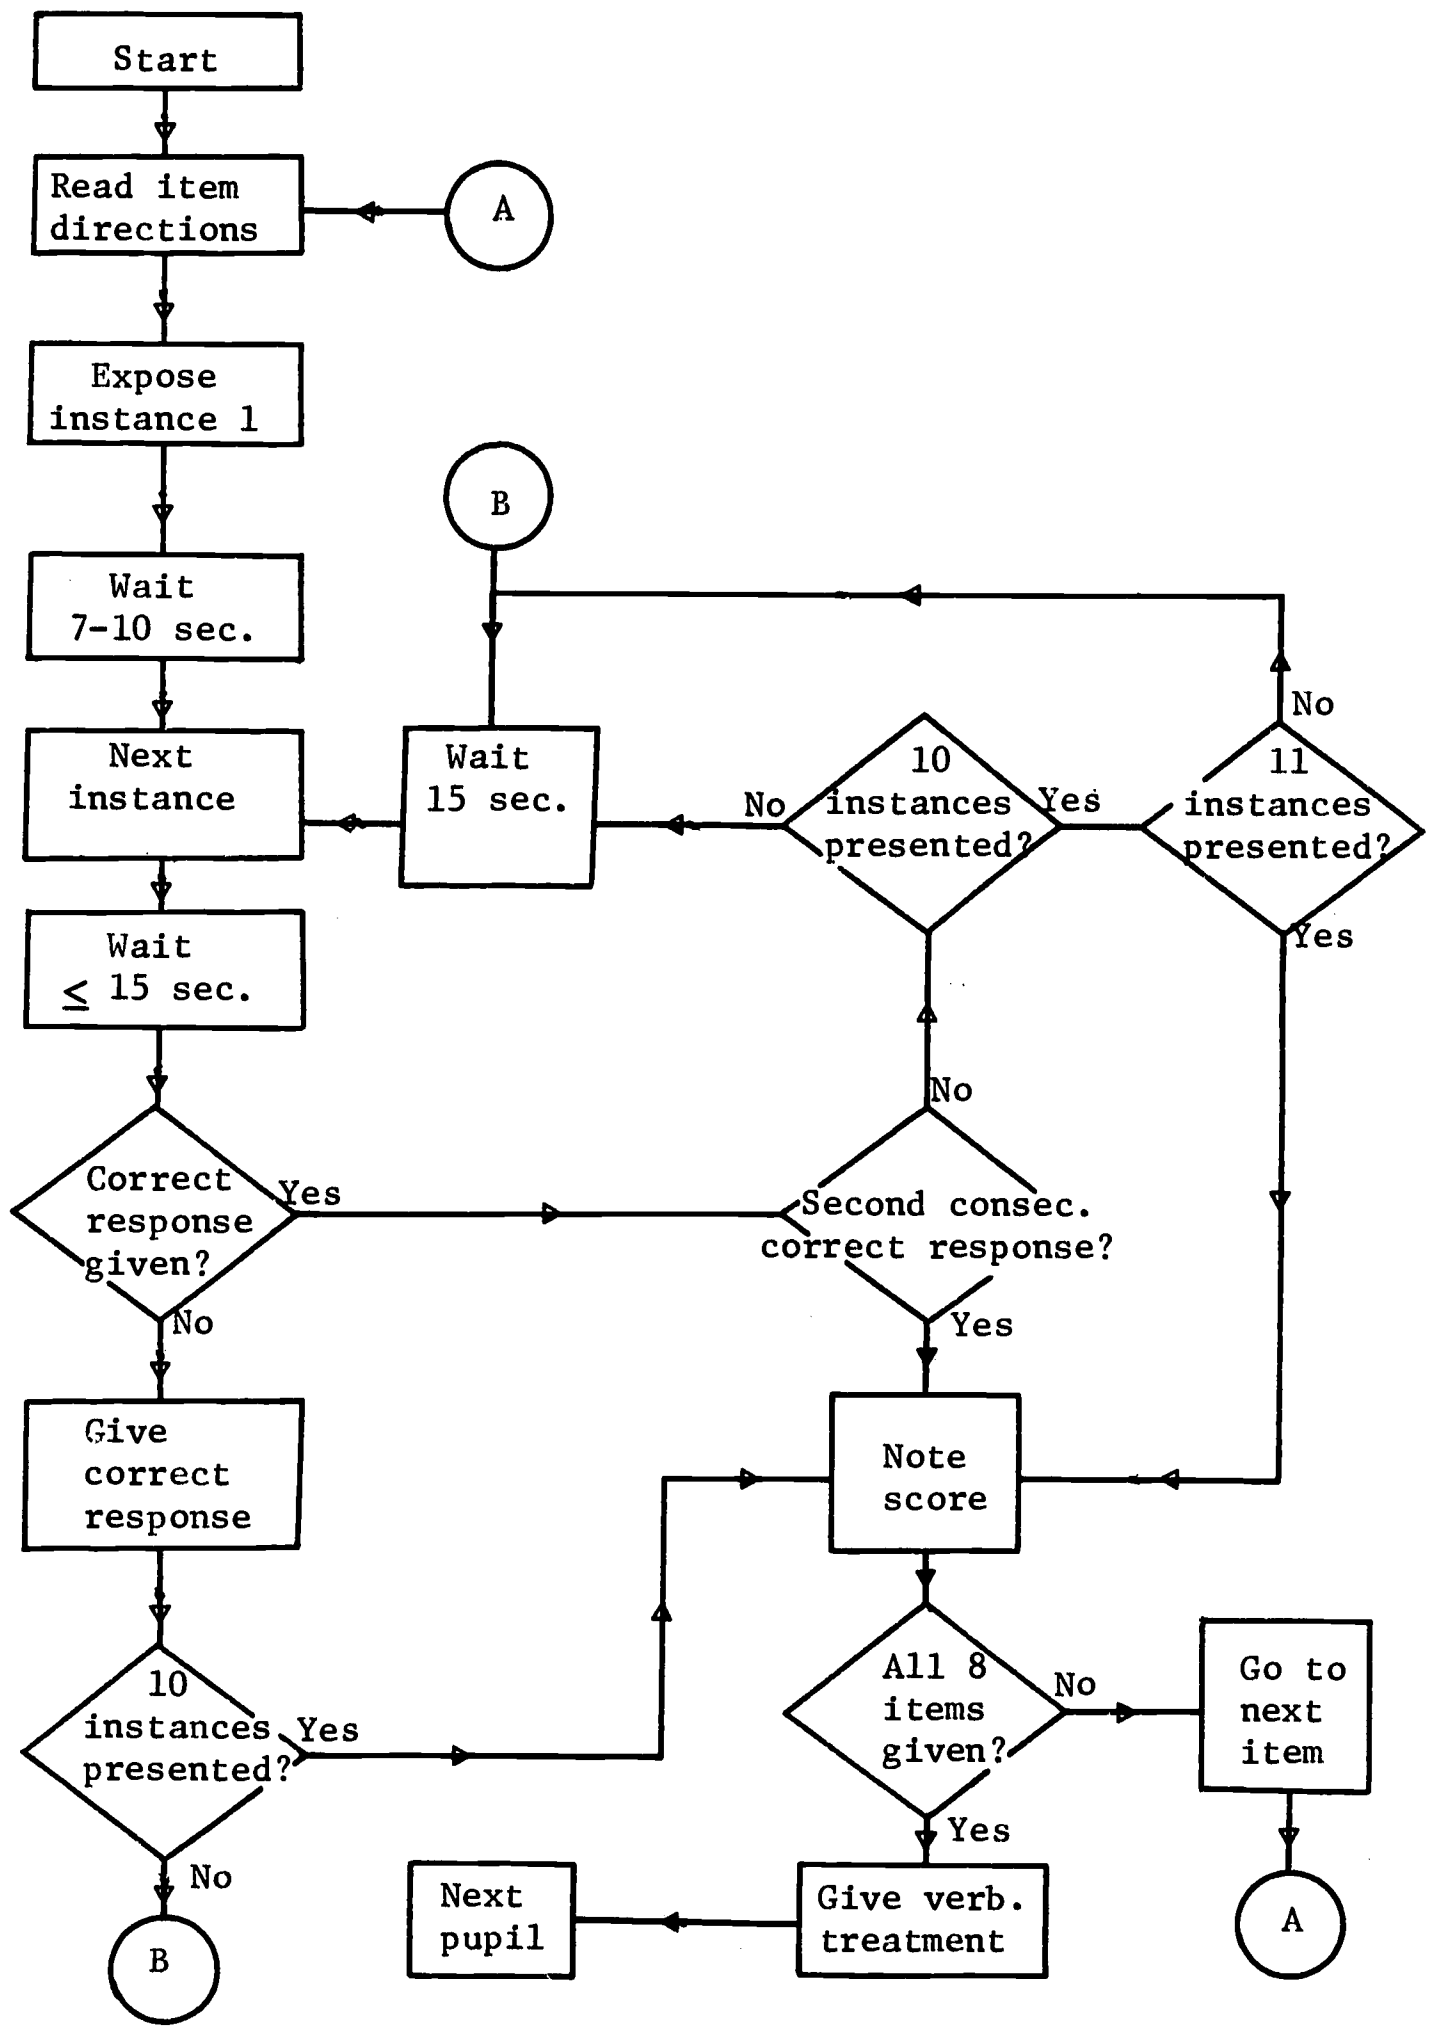 Start
Read item
directions
A
Expose
instance 1
B
Wait
7-10 sec.
No
Next
instance
Wait
15 sec.
No
10
instances
presented?
Yes
11
instances
presented?
Yes
Wait
≤ 15 sec.
No
Correct
response
given?
Yes
Second consec.
correct response?
No
Yes
Give
correct
response
Note
score
10
instances
presented?
Yes
All 8
items
given?
No
Go to
next
item
Yes
No
Next
pupil
Give verb.
treatment
A
B